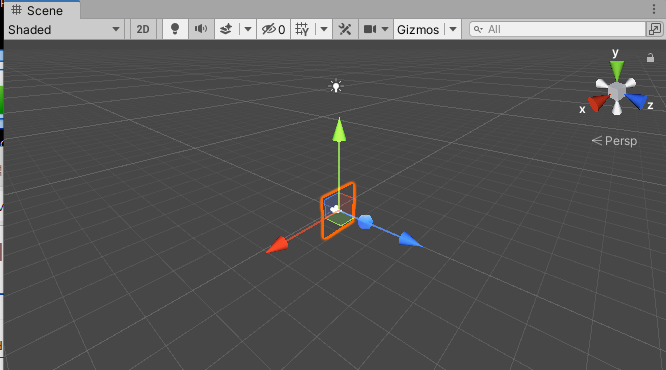 Scene
Shaded 2D 0 Gizmos All
y
x z
Persp